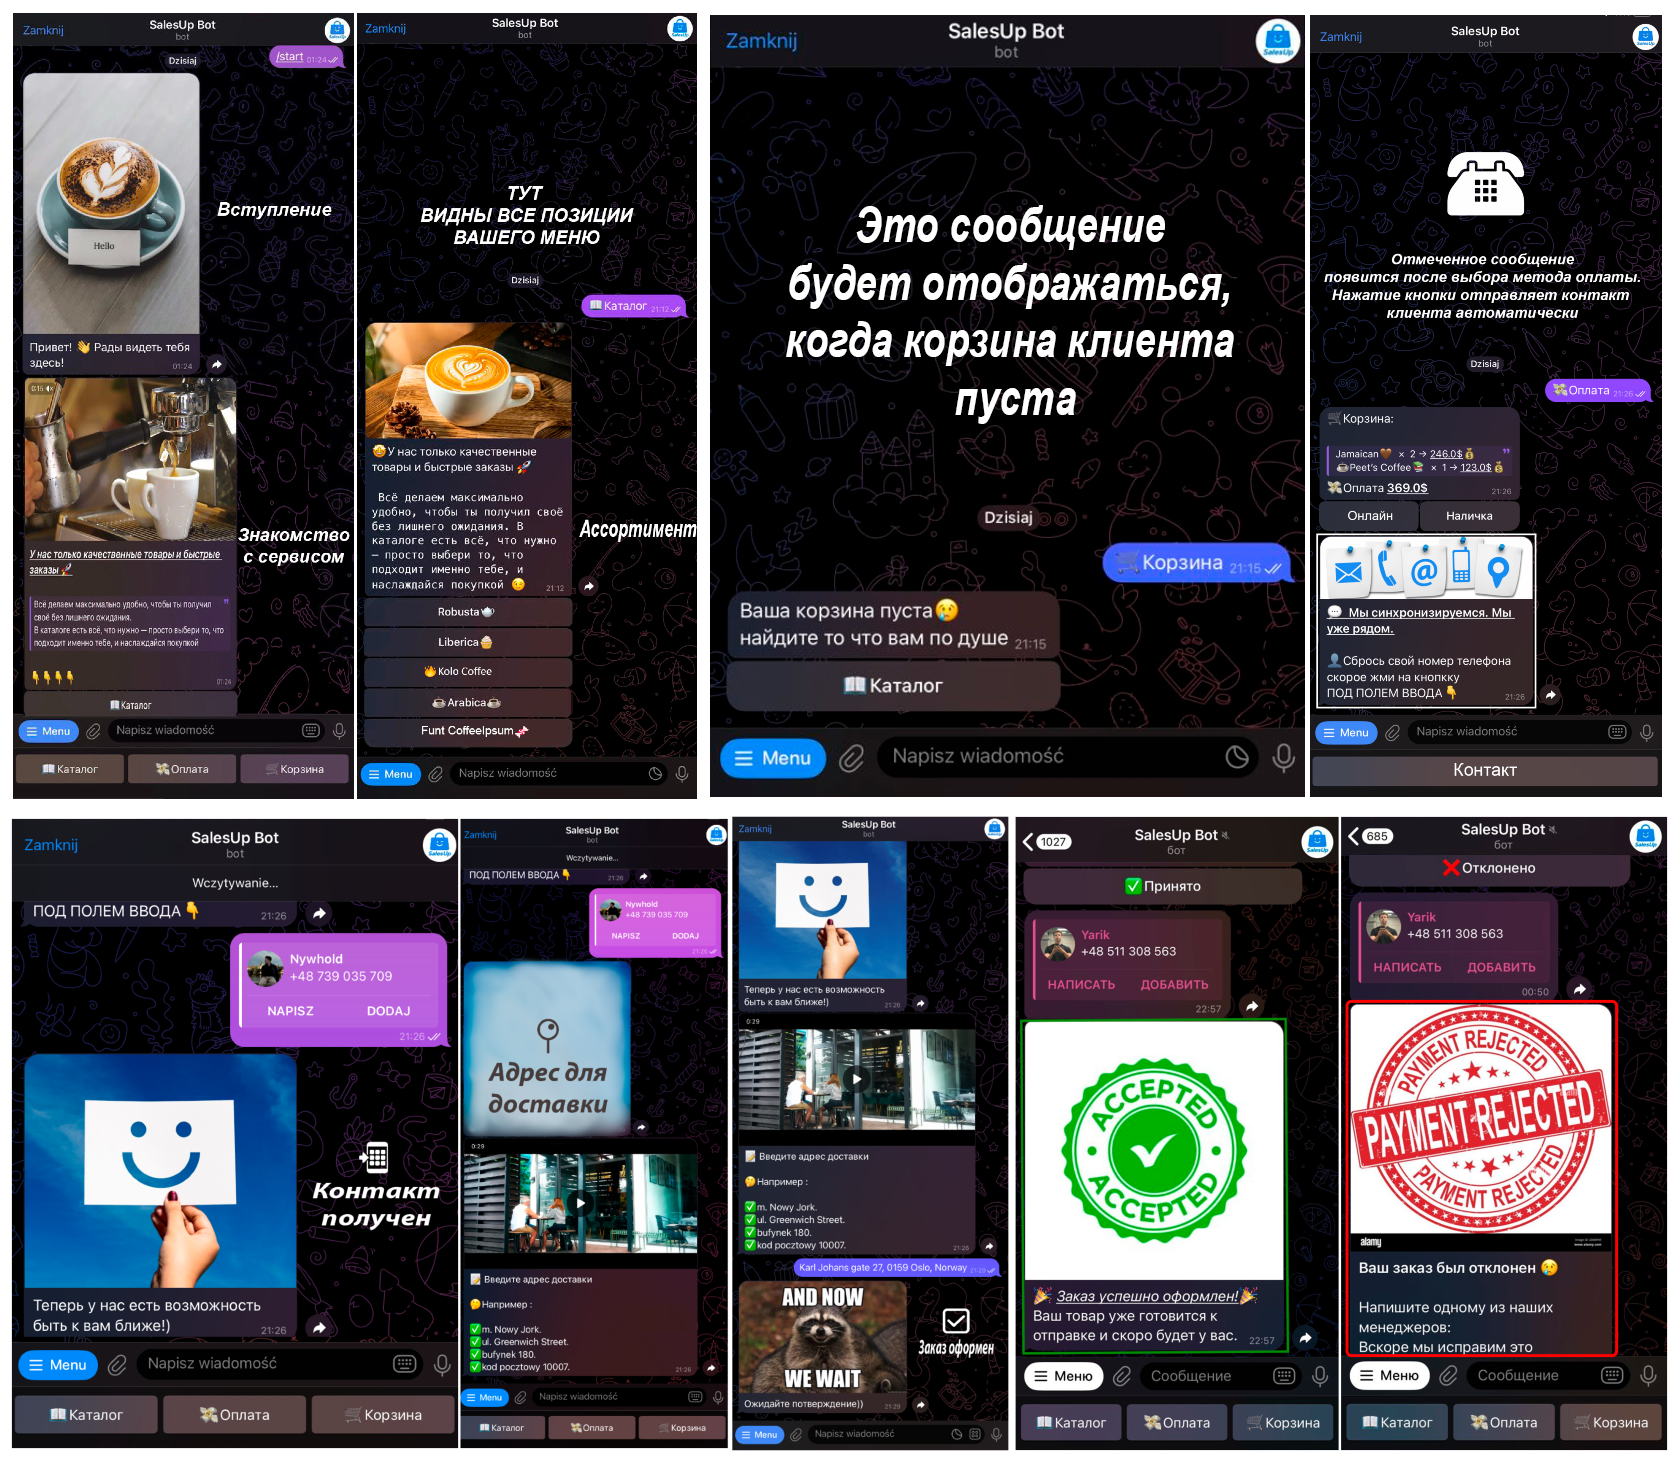 Zamknij
SalesUp Bot
bot
SalesUp
Dzisiaj
/start 01:24
Hello
Вступление
Привет! 👋 Рады видеть тебя
здесь!
01:24
0:15
Знакомство
с сервисом
У нас только качественные товары и быстрые
заказы 🚀
Всё делаем максимально удобно, чтобы ты получил
своё без лишнего ожидания.
В каталоге есть всё, что нужно — просто выбери то, что
подходит именно тебе, и наслаждайся покупкой
👇👇👇👇
01:24
📖Каталог
Menu
Napisz wiadomość
📖Каталог
💸Оплата
🛒Корзина
Zamknij
SalesUp Bot
bot
ТУТ
ВИДНЫ ВСЕ ПОЗИЦИИ
ВАШЕГО МЕНЮ
Dzisiaj
📖Каталог 21:12
🤩У нас только качественные
товары и быстрые заказы 🚀
Всё делаем максимально
удобно, чтобы ты получил своё
без лишнего ожидания. В
каталоге есть всё, что нужно
— просто выбери то, что
подходит именно тебе, и
наслаждайся покупкой 😊
21:12
Ассортимент
Robusta🫖
Liberica🧁
🔥Kolo Coffee
☕Arabica☕
Funt CoffeeIpsum🍬
Menu
Napisz wiadomość
Zamknij
SalesUp Bot
bot
SalesUp
Это сообщение
будет отображаться,
когда корзина клиента
пуста
Dzisiaj
🛒Корзина 21:15
Ваша корзина пуста😢
найдите то что вам по душе 21:15
📖Каталог
Menu
Napisz wiadomość
Zamknij
SalesUp Bot
bot
Отмеченное сообщение
появится после выбора метода оплаты.
Нажатие кнопки отправляет контакт
клиента автоматически
Dzisiaj
💸Оплата 21:26
🛒Корзина:
Jamaican🤎 × 2 → 246.0$💰
☕Peet's Coffee🍵 × 1 → 123.0$💰
💸Оплата 369.0$
21:26
Онлайн
Наличка
💬 Мы синхронизируемся. Мы
уже рядом.
👤Сбрось свой номер телефона
скорое жми на кнопкку
ПОД ПОЛЕМ ВВОДА👇
21:26
Menu
Napisz wiadomość
Контакт
Zamknij
SalesUp Bot
bot
SalesUp
Wczytywanie...
ПОД ПОЛЕМ ВВОДА👇
21:26
Nywhold
+48 739 035 709
NAPISZ
DODAJ
21:26
Контакт
получен
Теперь у нас есть возможность
быть к вам ближе!)
21:26
Menu
Napisz wiadomość
📖Каталог
💸Оплата
🛒Корзина
Zamknij
SalesUp Bot
bot
Wczytywanie...
ПОД ПОЛЕМ ВВОДА👇
21:26
Nywhold
+48 739 035 709
NAPISZ
DODAJ
21:26
Адрес для
доставки
0:29
📝 Введите адрес доставки
🤔Например :
✅m. Nowy Jork.
✅ul. Greenwich Street.
✅bufynek 180.
✅kod pocztowy 10007.
21:26
Menu
Napisz wiadomość
📖Каталог
💸Оплата
🛒Корзина
Zamknij
SalesUp Bot
bot
Теперь у нас есть возможность
быть к вам ближе!)
21:26
0:29
📝 Введите адрес доставки
🤔Например :
✅m. Nowy Jork.
✅ul. Greenwich Street.
✅bufynek 180.
✅kod pocztowy 10007.
21:26
Karl Johans gate 27, 0159 Oslo, Norway 21:29
AND NOW
WE WAIT
Ожидайте потверждение))
21:29
Заказ оформен
Menu
Napisz wiadomość
1027
SalesUp Bot
бот
SalesUp
✅Принято
Yarik
+48 511 308 563
НАПИСАТЬ
ДОБАВИТЬ
22:57
ACCEPTED
ACCEPTED
🎉 Заказ успешно оформлен!🎉
Ваш товар уже готовится к
отправке и скоро будет у вас.
22:57
Меню
Сообщение
📖Каталог
💸Оплата
🛒Корзина
685
SalesUp Bot
бот
SalesUp
❌Отклонено
Yarik
+48 511 308 563
НАПИСАТЬ
ДОБАВИТЬ
00:50
PAYMENT REJECTED
PAYMENT REJECTED
PAYMENT REJECTED
alamy
www.alamy.com
Ваш заказ был отклонен 😢
Напишите одному из наших
менеджеров:
Вскоре мы исправим это
Меню
Сообщение
📖Каталог
💸Оплата
🛒Корзина